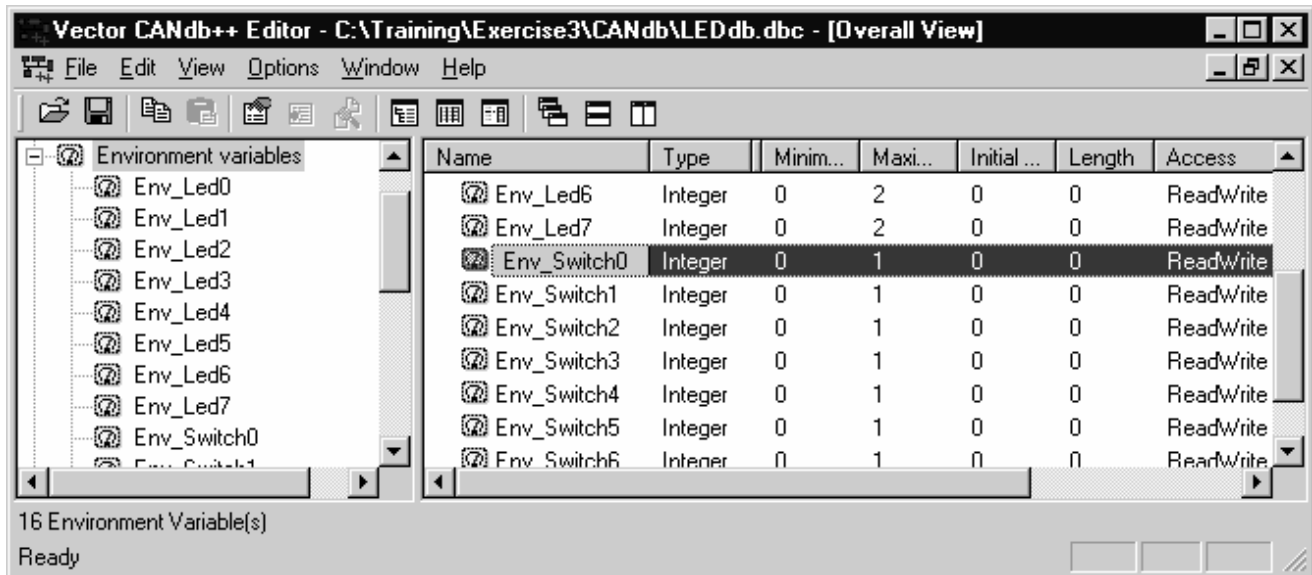 Vector CANdb++ Editor - C:\Training\Exercise3\CANdb\LEDdb.dbc - [Overall View]
File Edit View Options Window Help
Environment variables
Env_Led0
Env_Led1
Env_Led2
Env_Led3
Env_Led4
Env_Led5
Env_Led6
Env_Led7
Env_Switch0
Env_Switch1
Name Type Minim... Maxi... Initial ... Length Access
Env_Led6 Integer 0 2 0 0 ReadWrite
Env_Led7 Integer 0 2 0 0 ReadWrite
Env_Switch0 Integer 0 1 0 0 ReadWrite
Env_Switch1 Integer 0 1 0 0 ReadWrite
Env_Switch2 Integer 0 1 0 0 ReadWrite
Env_Switch3 Integer 0 1 0 0 ReadWrite
Env_Switch4 Integer 0 1 0 0 ReadWrite
Env_Switch5 Integer 0 1 0 0 ReadWrite
Env_Switch6 Integer 0 1 0 0 ReadWrite
16 Environment Variable(s)
Ready